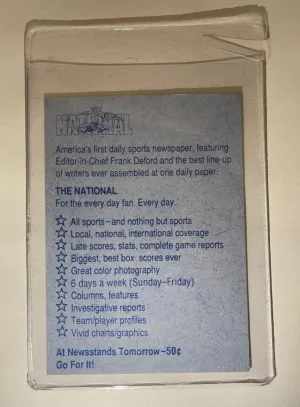 THE
NATIONAL
America's first daily sports newspaper, featuring
Editor-in-Chief Frank Deford and the best line-up
of writers ever assembled at one daily paper.
THE NATIONAL
For the every day fan. Every day.
☆ All sports–and nothing but sports
☆ Local, national, international coverage
☆ Late scores, stats, complete game reports
☆ Biggest, best box scores ever
☆ Great color photography
☆ 6 days a week (Sunday–Friday)
☆ Columns, features
☆ Investigative reports
☆ Team/player profiles
☆ Vivid charts/graphics
At Newsstands Tomorrow–50¢
Go For It!